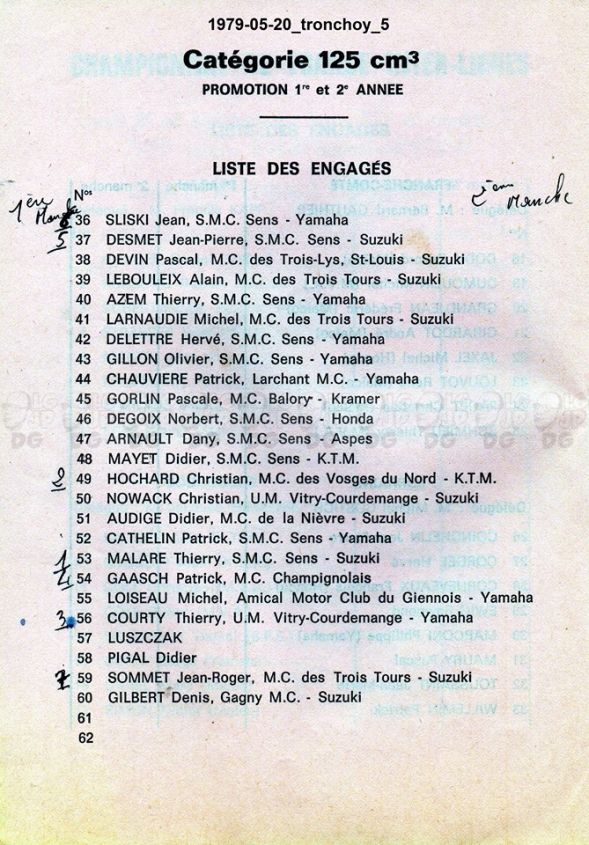 1979-05-20_tronchoy_5
Catégorie 125 cm3
PROMOTION 1re et 2e ANNEE
LISTE DES ENGAGÉS
1ère Manche
2ème Manche
Nos
6 36 SLISKI Jean, S.M.C. Sens - Yamaha
5 37 DESMET Jean-Pierre, S.M.C. Sens - Suzuki
38 DEVIN Pascal, M.C. des Trois-Lys, St-Louis - Suzuki
39 LEBOULEIX Alain, M.C. des Trois Tours - Suzuki
40 AZEM Thierry, S.M.C. Sens - Yamaha
41 LARNAUDIE Michel, M.C. des Trois Tours - Suzuki
42 DELETTRE Hervé, S.M.C. Sens - Yamaha
43 GILLON Olivier, S.M.C. Sens - Yamaha
44 CHAUVIERE Patrick, Larchant M.C. - Yamaha
45 GORLIN Pascale, M.C. Balory - Kramer
46 DEGOIX Norbert, S.M.C. Sens - Honda
47 ARNAULT Dany, S.M.C. Sens - Aspes
48 MAYET Didier, S.M.C. Sens - K.T.M.
2 49 HOCHARD Christian, M.C. des Vosges du Nord - K.T.M.
50 NOWACK Christian, U.M. Vitry-Courdemange - Suzuki
51 AUDIGE Didier, M.C. de la Nièvre - Suzuki
52 CATHELIN Patrick, S.M.C. Sens - Yamaha
1 53 MALARE Thierry, S.M.C. Sens - Suzuki
4 54 GAASCH Patrick, M.C. Champignolais
55 LOISEAU Michel, Amical Motor Club du Giennois - Yamaha
3 56 COURTY Thierry, U.M. Vitry-Courdemange - Yamaha
57 LUSZCZAK
58 PIGAL Didier
7 59 SOMMET Jean-Roger, M.C. des Trois Tours - Suzuki
60 GILBERT Denis, Gagny M.C. - Suzuki
61
62